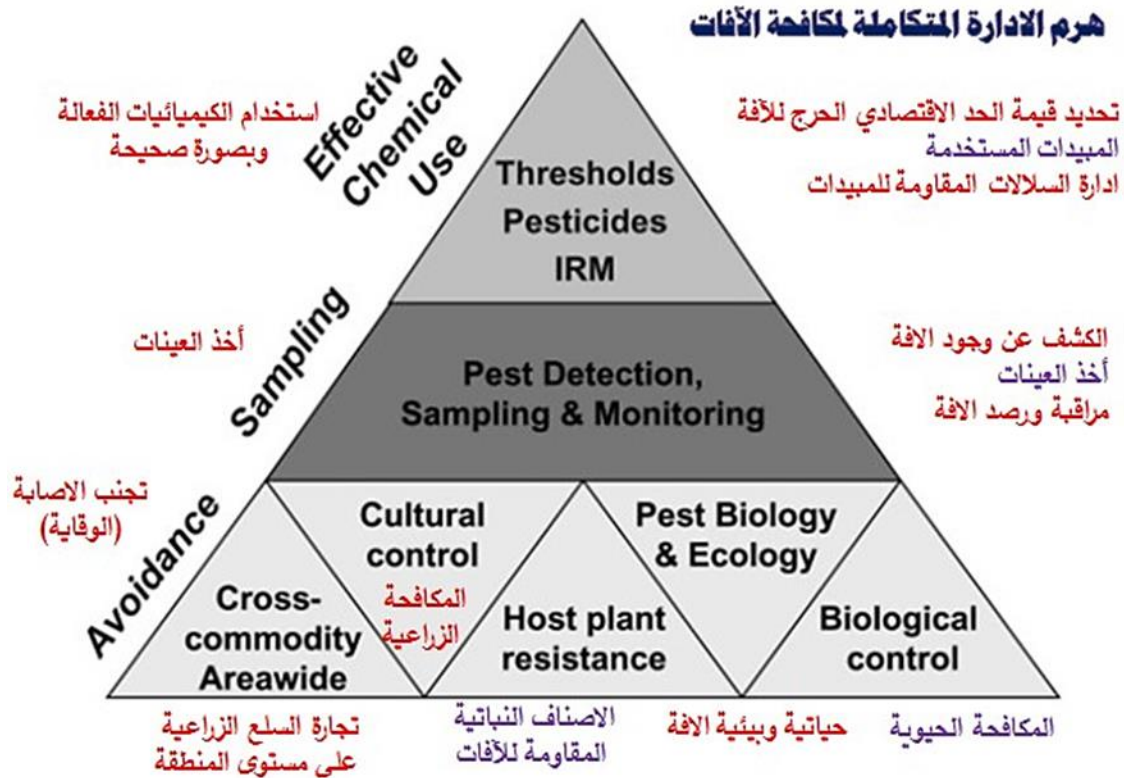 هرم الادارة المتكاملة لمكافحة الآفات
Effective
Chemical
Use
استخدام الكيميائيات الفعالة
وبصورة صحيحة
Thresholds
Pesticides
IRM
تحديد قيمة الحد الاقتصادي الحرج للآفة
المبيدات المستخدمة
ادارة السلالات المقاومة للمبيدات
Sampling
أخذ العينات
Pest Detection,
Sampling & Monitoring
الكشف عن وجود الافة
أخذ العينات
مراقبة ورصد الافة
Avoidance
تجنب الاصابة
(الوقاية)
Cross-
commodity
Areawide
Cultural
control
المكافحة
الزراعية
Host plant
resistance
Pest Biology
& Ecology
Biological
control
تجارة السلع الزراعية
على مستوى المنطقة
الاصناف النباتية
المقاومة للآفات
حياتية وبيئية الافة
المكافحة الحيوية